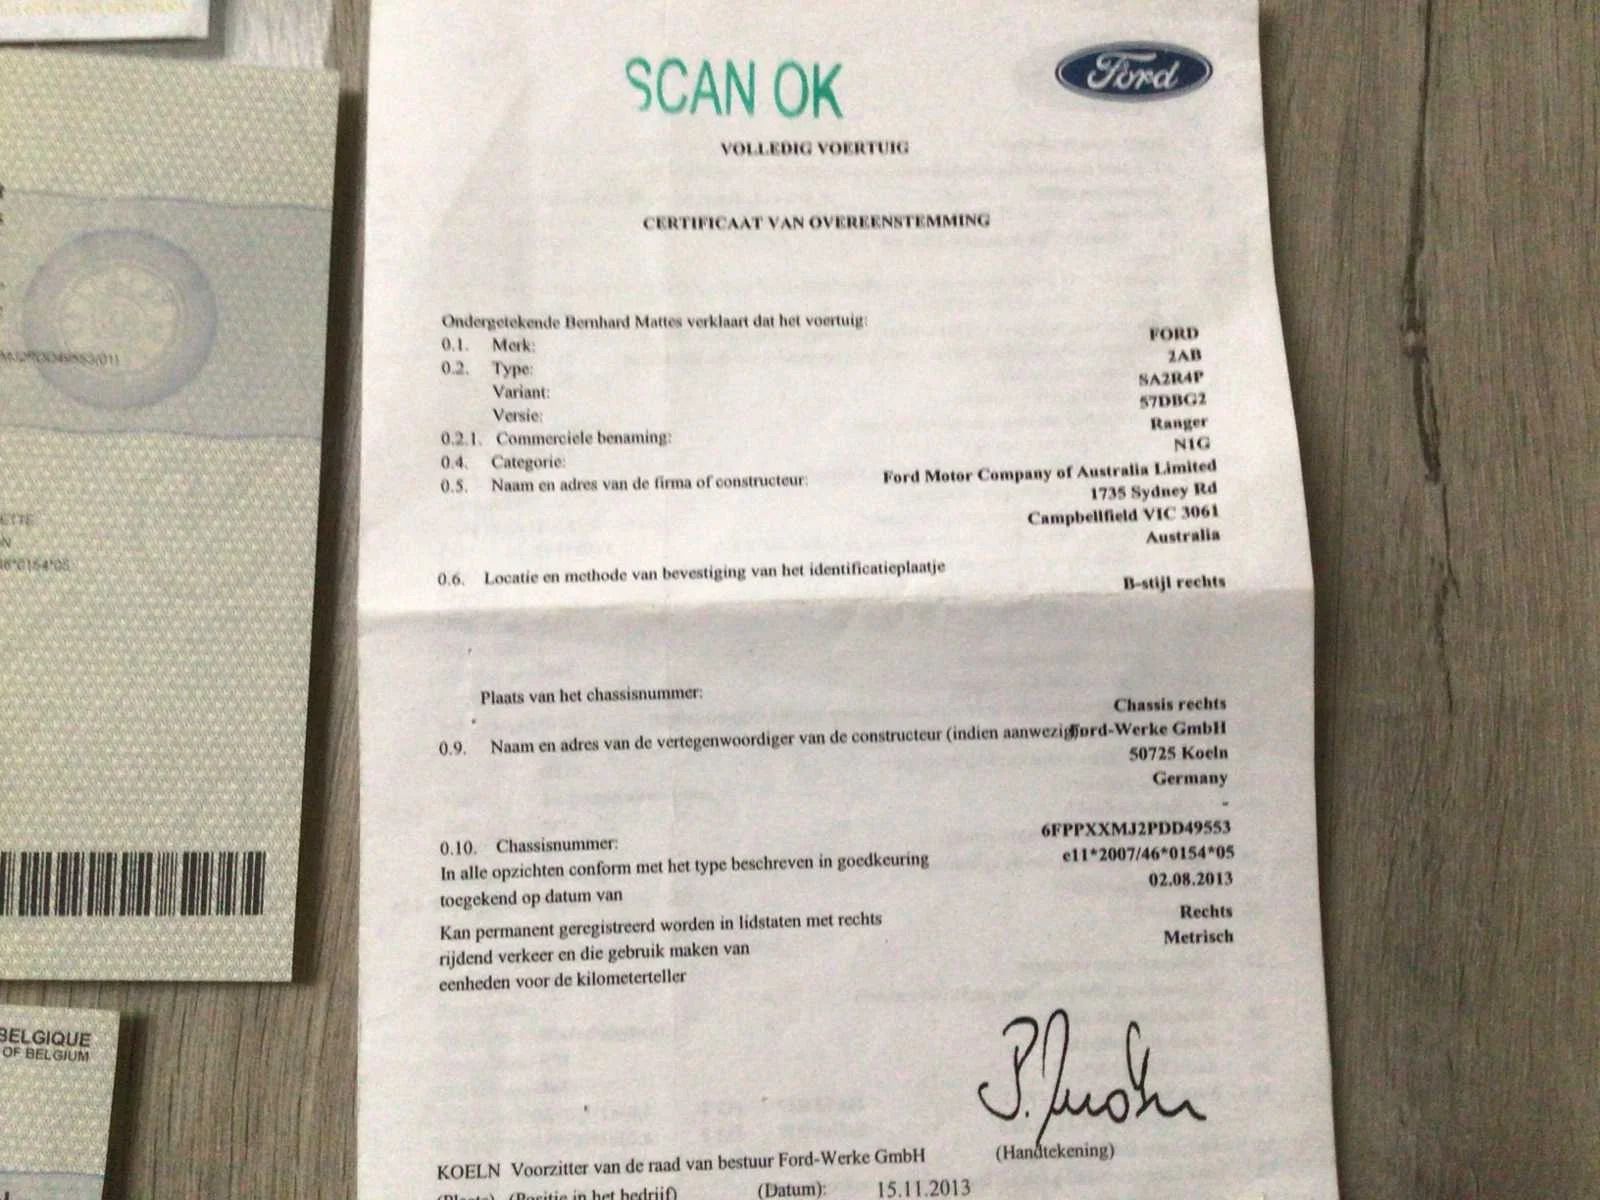 SCAN OK
Ford
VOLLEDIG VOERTUIG
CERTIFICAAT VAN OVEREENSTEMMING
Ondergetekende Bernhard Mattes verklaart dat het voertuig:
0.1. Merk: FORD
0.2. Type: 2AB
Variant: SA2R4P
Versie: 57DBG2
0.2.1. Commerciele benaming: Ranger
0.4. Categorie: N1G
0.5. Naam en adres van de firma of constructeur: Ford Motor Company of Australia Limited
1735 Sydney Rd
Campbellfield VIC 3061
Australia
0.6. Locatie en methode van bevestiging van het identificatieplaatje B-stijl rechts
Plaats van het chassisnummer: Chassis rechts
0.9. Naam en adres van de vertegenwoordiger van de constructeur (indien aanwezig): Ford-Werke GmbH
50725 Koeln
Germany
-
0.10. Chassisnummer: 6FPPXXMJ2PDD49553
In alle opzichten conform met het type beschreven in goedkeuring e11*2007/46*0154*05
toegekend op datum van 02.08.2013
Kan permanent geregistreerd worden in lidstaten met rechts Rechts
rijdend verkeer en die gebruik maken van Metrisch
eenheden voor de kilometerteller
KOELN Voorzitter van de raad van bestuur Ford-Werke GmbH (Handtekening)
(Plaats) (Positie in het bedrijf) (Datum): 15.11.2013
BELGIQUE
OF BELGIUM